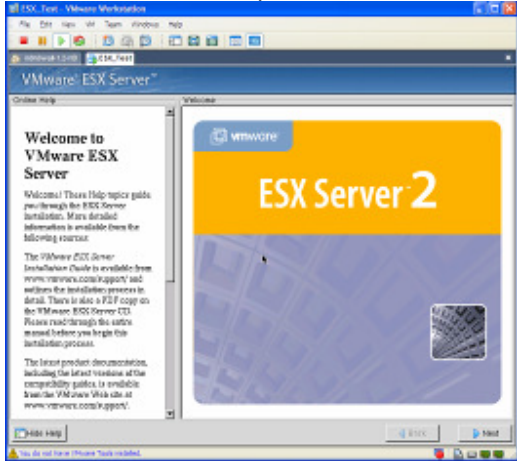 ESX_Test - VMware Workstation
File Edit View VM Team Windows Help
ESX_Test
VMware ESX Server™
Online Help
Welcome
Welcome to
VMware ESX
Server
Welcome! These Help topics guide
you through the ESX Server
installation. More detailed
information is available from the
following sources:
The VMware ESX Server
Installation Guide is available from
www.vmware.com/support/ and
outlines the installation process in
detail. There is also a PDF copy on
the VMware ESX Server CD.
Please read through the entire
manual before you begin this
installation process.
The latest product documentation,
including the latest versions of the
compatibility guides, is available
from the VMware Web site at
www.vmware.com/support/.
vmware
ESX Server 2
Hide Help
Back
Next
You do not have VMware Tools installed.